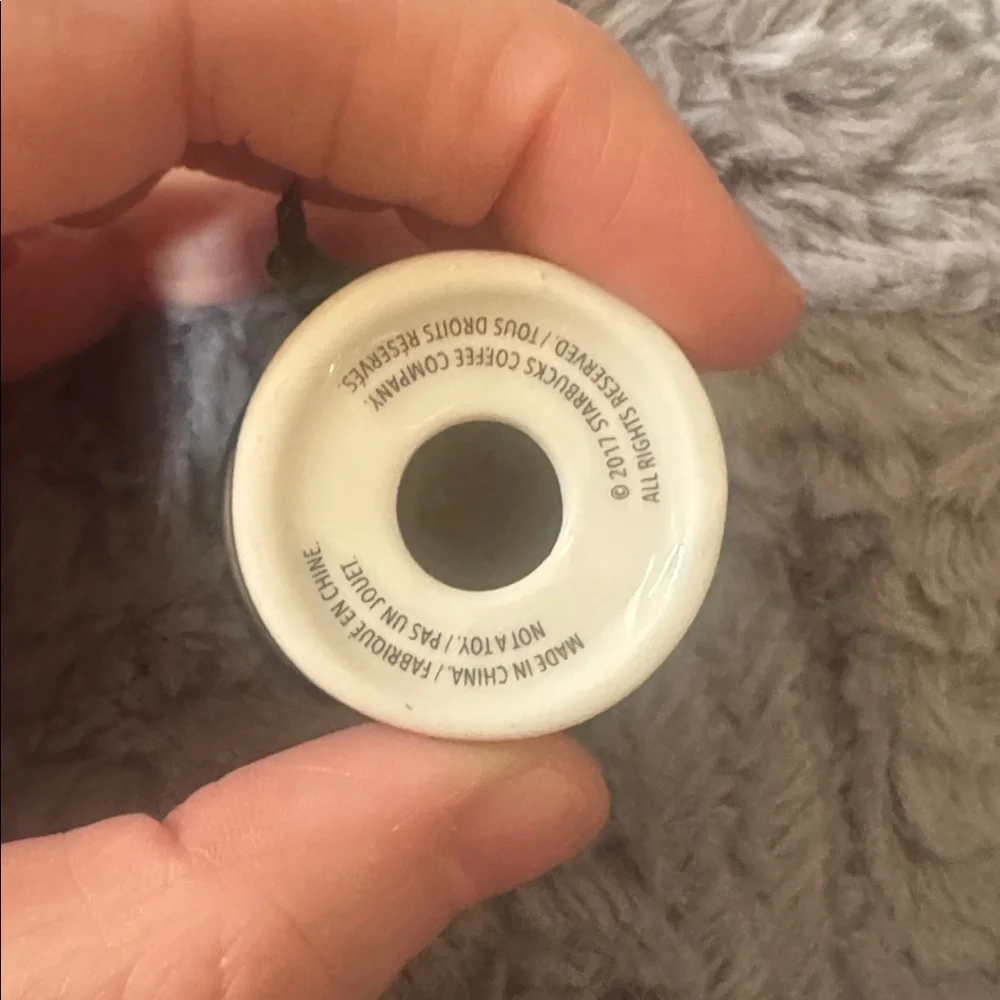 © 2017 STARBUCKS COFFEE COMPANY.
ALL RIGHTS RESERVED. / TOUS DROITS RÉSERVÉS.
NOT A TOY. / PAS UN JOUET.
MADE IN CHINA. / FABRIQUÉ EN CHINE.